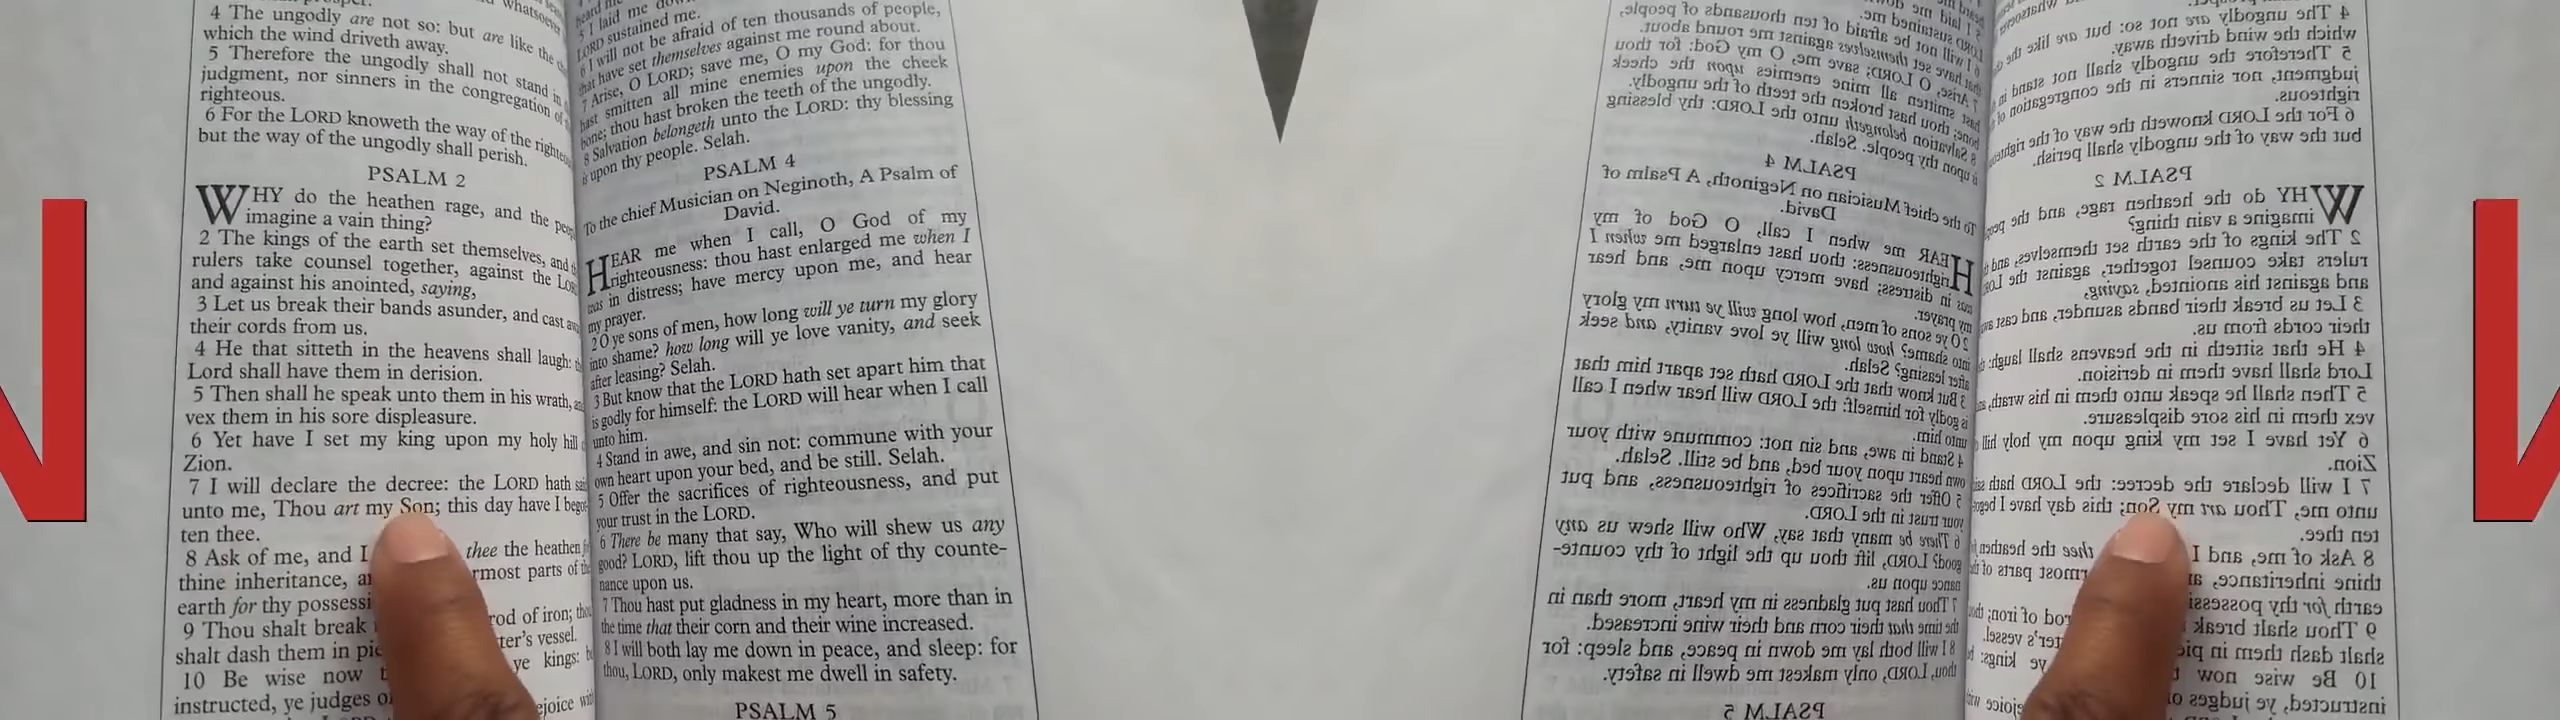 4 The ungodly are not so: but are like the
which the wind driveth away.
5 Therefore the ungodly shall not stand in
judgment, nor sinners in the congregation of
righteous.
6 For the LORD knoweth the way of the
but the way of the ungodly shall perish.
PSALM 2
WHY do the heathen rage, and the
imagine a vain thing?
2 The kings of the earth set themselves, and
rulers take counsel together, against the
and against his anointed, saying,
3 Let us break their bands asunder, and cast
their cords from us.
4 He that sitteth in the heavens shall laugh:
Lord shall have them in derision.
5 Then shall he speak unto them in his wrath,
vex them in his sore displeasure.
6 Yet have I set my king upon my holy hill
Zion.
7 I will declare the decree: the LORD hath
unto me, Thou art my Son; this day have I
ten thee.
8 Ask of me, and I thee the heathen
thine inheritance, parts of
earth for thy
9 Thou shalt break rod of iron;
shalt dash them in vessel.
10 Be wise now ye kings:
instructed, ye judges
5 I laid me
LORD sustained me.
6 I will not be afraid of ten thousands of people,
that have set themselves against me round about.
7 Arise, O LORD; save me, O my God: for thou
hast smitten all mine enemies upon the cheek
bone; thou hast broken the teeth of the ungodly.
8 Salvation belongeth unto the LORD: thy blessing
is upon thy people. Selah.
PSALM 4
To the chief Musician on Neginoth, A Psalm of
David.
HEAR me when I call, O God of my
righteousness: thou hast enlarged me when I
was in distress; have mercy upon me, and hear
my prayer.
2 O ye sons of men, how long will ye turn my glory
into shame? how long will ye love vanity, and seek
after leasing? Selah.
3 But know that the LORD hath set apart him that
is godly for himself: the LORD will hear when I call
unto him.
4 Stand in awe, and sin not: commune with your
own heart upon your bed, and be still. Selah.
5 Offer the sacrifices of righteousness, and put
your trust in the LORD.
6 There be many that say, Who will shew us any
good? LORD, lift thou up the light of thy counte-
nance upon us.
7 Thou hast put gladness in my heart, more than in
the time that their corn and their wine increased.
8 I will both lay me down in peace, and sleep: for
thou, LORD, only makest me dwell in safety.
PSALM 5